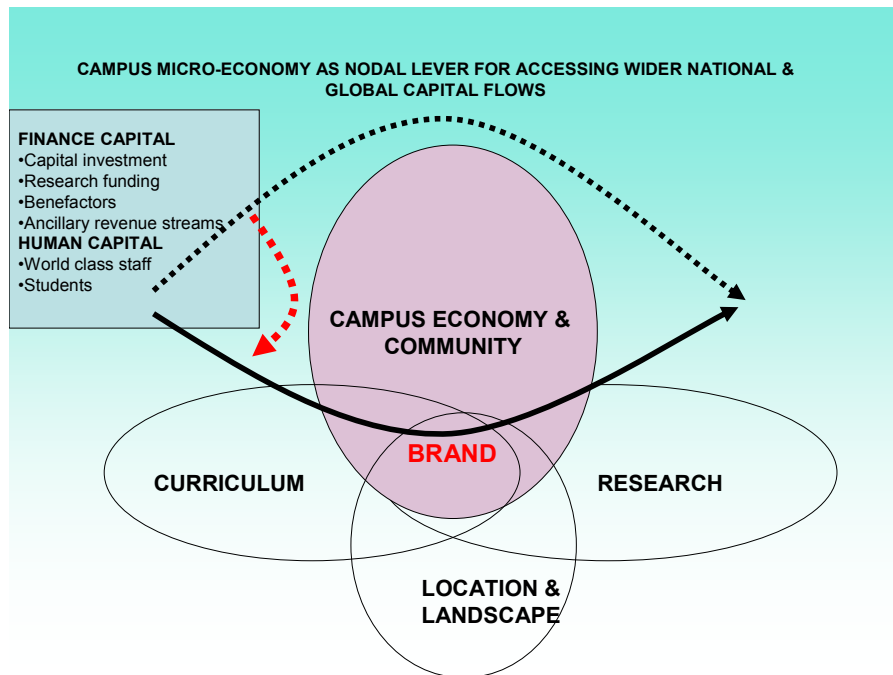 CAMPUS MICRO-ECONOMY AS NODAL LEVER FOR ACCESSING WIDER NATIONAL &
GLOBAL CAPITAL FLOWS
FINANCE CAPITAL
•Capital investment
•Research funding
•Benefactors
•Ancillary revenue streams
HUMAN CAPITAL
•World class staff
•Students
CAMPUS ECONOMY &
COMMUNITY
BRAND
CURRICULUM
RESEARCH
LOCATION &
LANDSCAPE